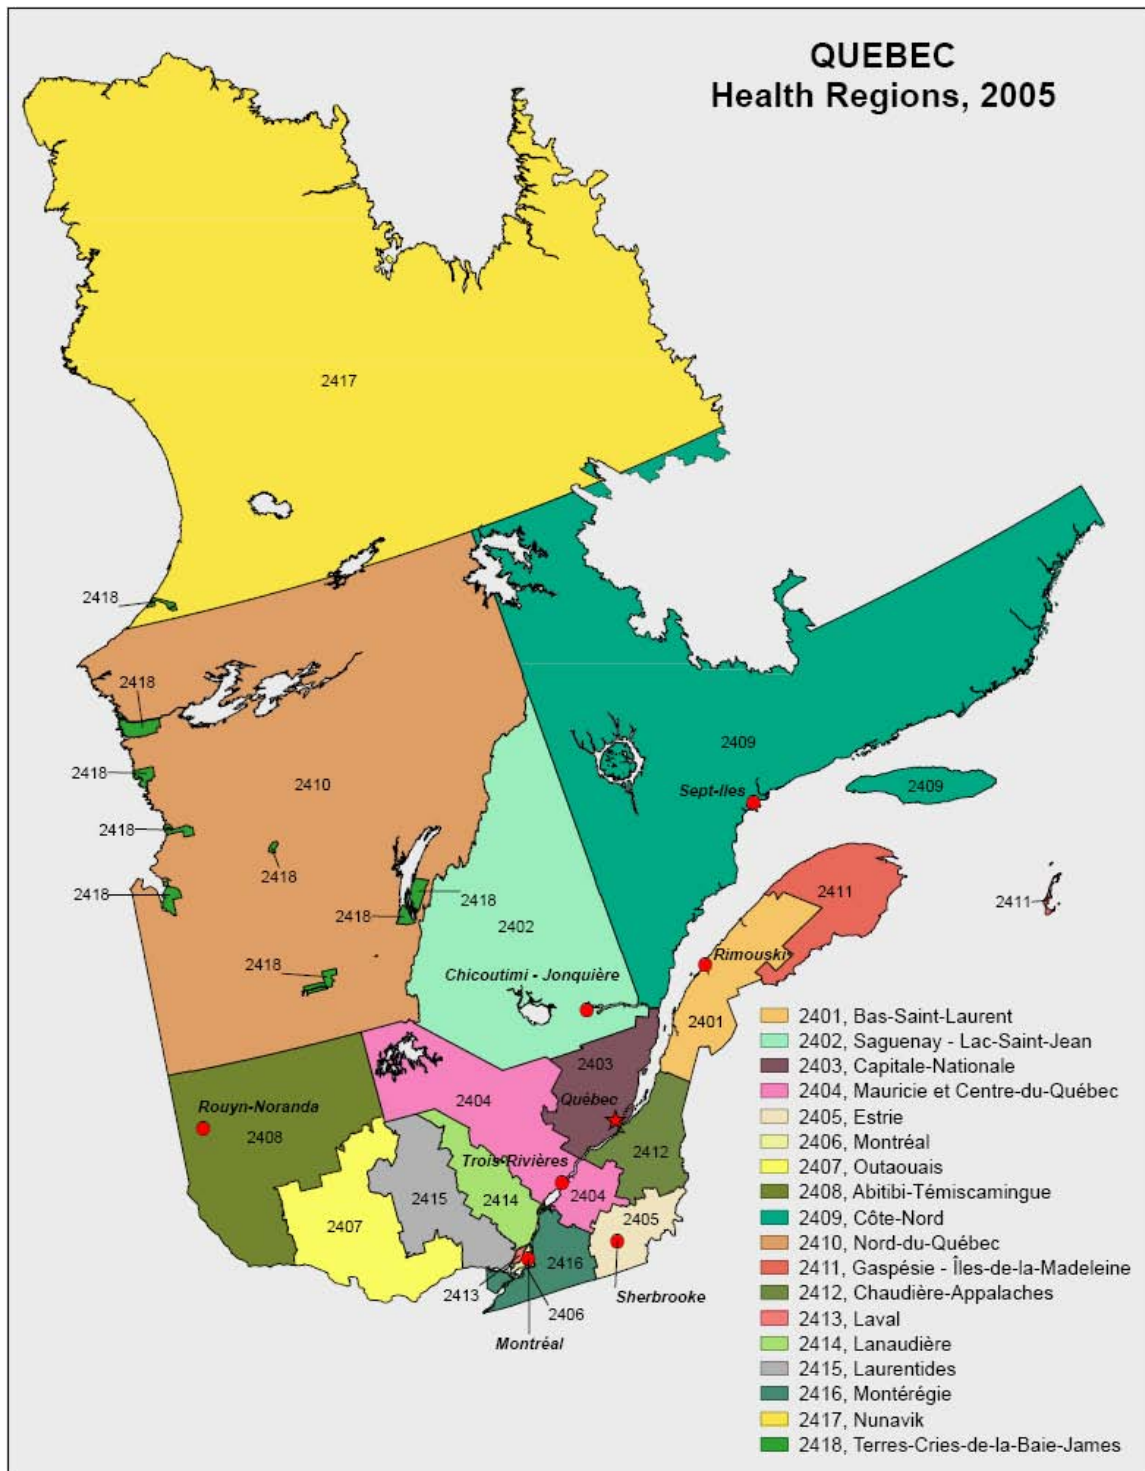 QUEBEC
Health Regions, 2005
2417
2418
2418
2418
2410
2409
Sept-Iles
2409
2418
2418
2418
2418
2418
2411
2411
2402
2418
Rimouski
Chicoutimi - Jonquière
2401
2403
Rouyn-Noranda
2408
2404
Québec
2412
Trois-Rivières
2415
2414
2404
2407
2405
2416
2413
2406
Sherbrooke
Montréal
2401, Bas-Saint-Laurent
2402, Saguenay - Lac-Saint-Jean
2403, Capitale-Nationale
2404, Mauricie et Centre-du-Québec
2405, Estrie
2406, Montréal
2407, Outaouais
2408, Abitibi-Témiscamingue
2409, Côte-Nord
2410, Nord-du-Québec
2411, Gaspésie - Îles-de-la-Madeleine
2412, Chaudière-Appalaches
2413, Laval
2414, Lanaudière
2415, Laurentides
2416, Montérégie
2417, Nunavik
2418, Terres-Cries-de-la-Baie-James